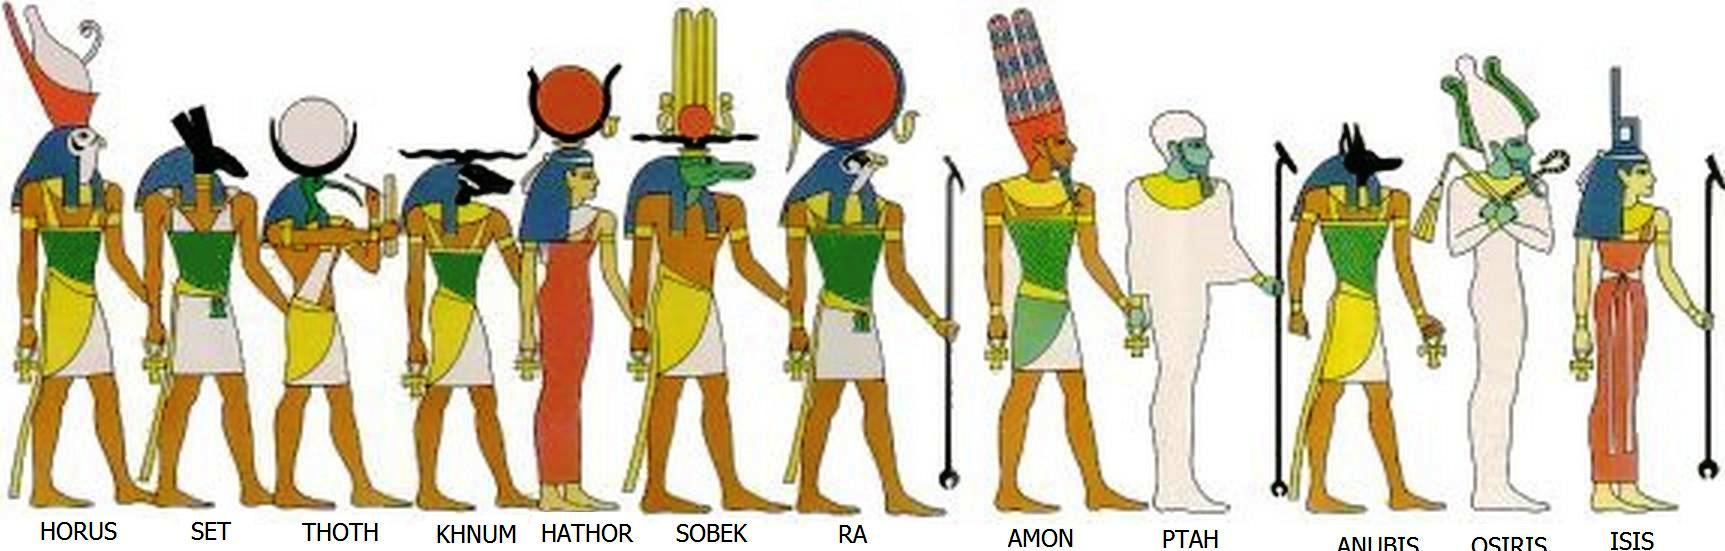 HORUS
SET
THOTH
KHNUM
HATHOR
SOBEK
RA
AMON
PTAH
ANUBIS
OSIRIS
ISIS